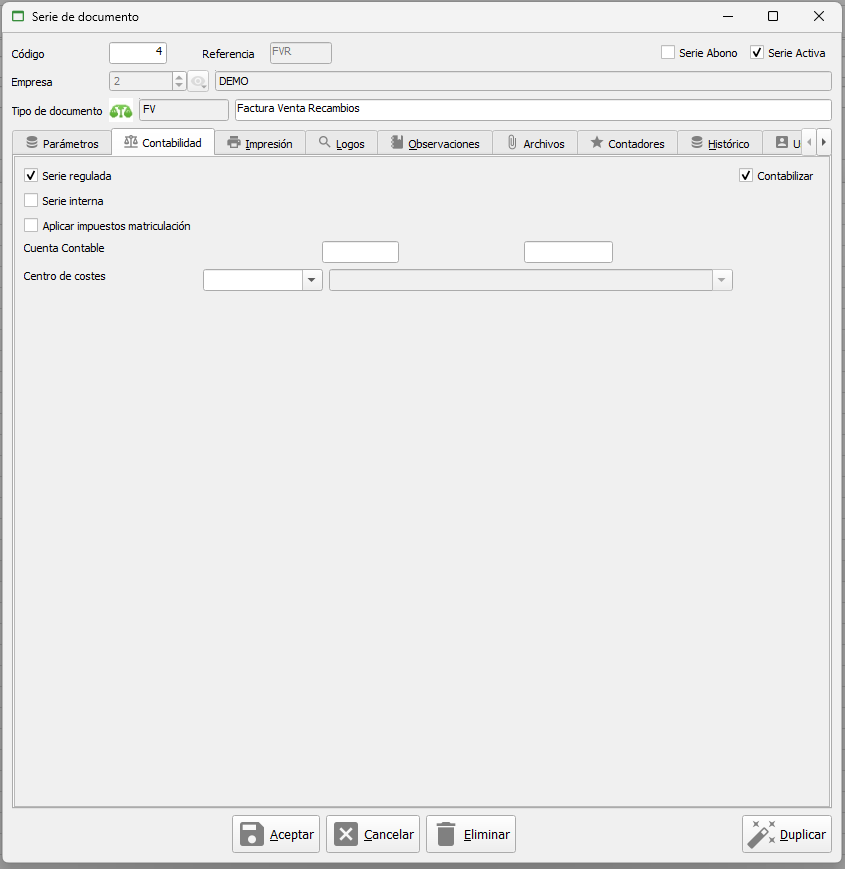 Serie de documento
Código 4 Referencia FVR Serie Abono Serie Activa
Empresa 2 DEMO
Tipo de documento FV Factura Venta Recambios
Parámetros Contabilidad Impresión Logos Observaciones Archivos Contadores Histórico U
Serie regulada Contabilizar
Serie interna
Aplicar impuestos matriculación
Cuenta Contable
Centro de costes
Aceptar Cancelar Eliminar Duplicar